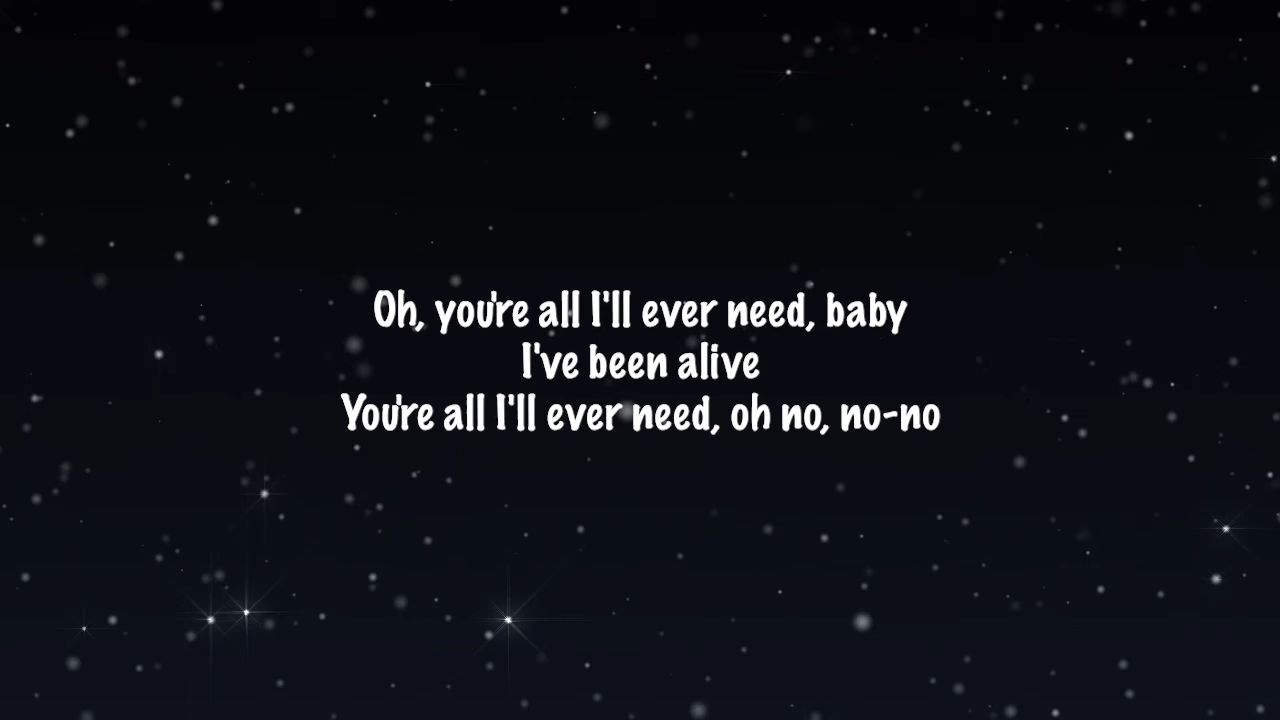 Oh, you're all I'll ever need, baby
I've been alive
You're all I'll ever need, oh no, no-no